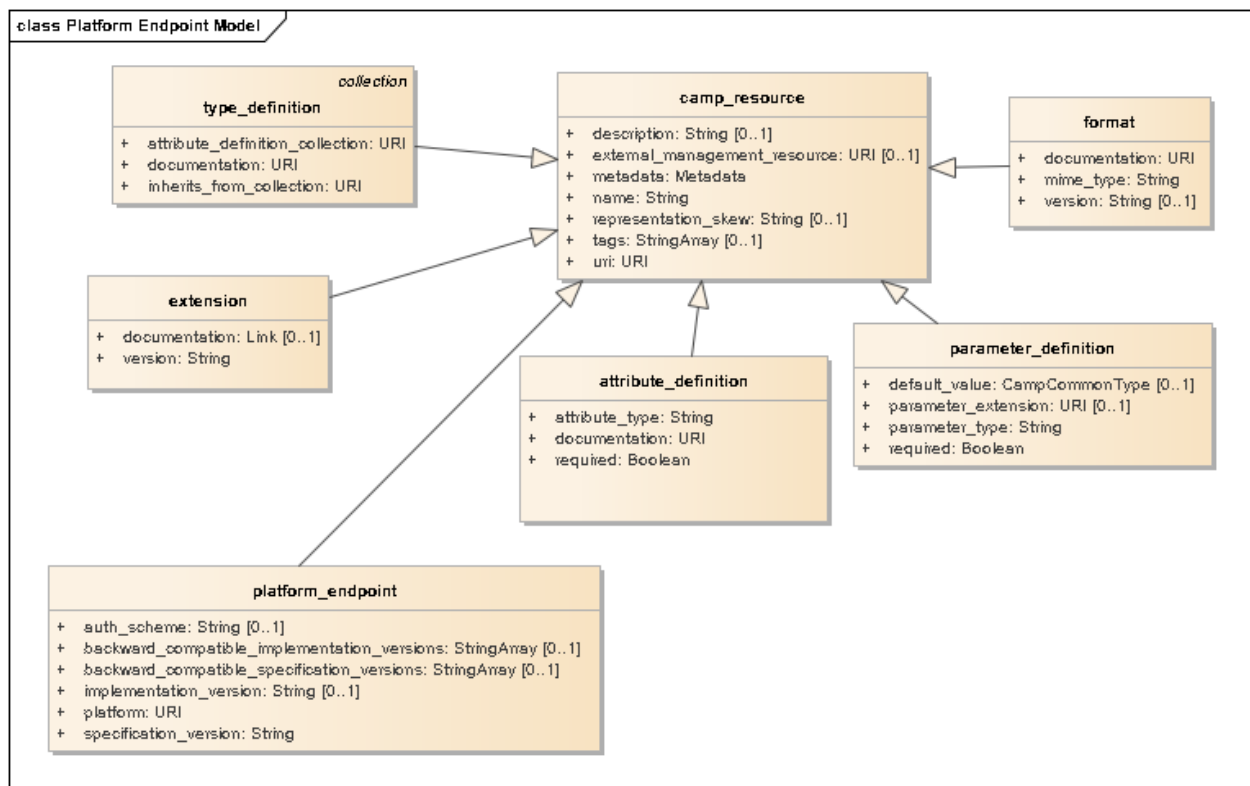 class Platform Endpoint Model
collection
type_definition
+ attribute_definition_collection: URI
+ documentation: URI
+ inherits_from_collection: URI
camp_resource
+ description: String [0..1]
+ external_management_resource: URI [0..1]
+ metadata: Metadata
+ name: String
+ representation_skew: String [0..1]
+ tags: StringArray [0..1]
+ uri: URI
format
+ documentation: URI
+ mime_type: String
+ version: String [0..1]
extension
+ documentation: Link [0..1]
+ version: String
attribute_definition
+ attribute_type: String
+ documentation: URI
+ required: Boolean
parameter_definition
+ default_value: CampCommonType [0..1]
+ parameter_extension: URI [0..1]
+ parameter_type: String
+ required: Boolean
platform_endpoint
+ auth_scheme: String [0..1]
+ backward_compatible_implementation_versions: StringArray [0..1]
+ backward_compatible_specification_versions: StringArray [0..1]
+ implementation_version: String [0..1]
+ platform: URI
+ specification_version: String